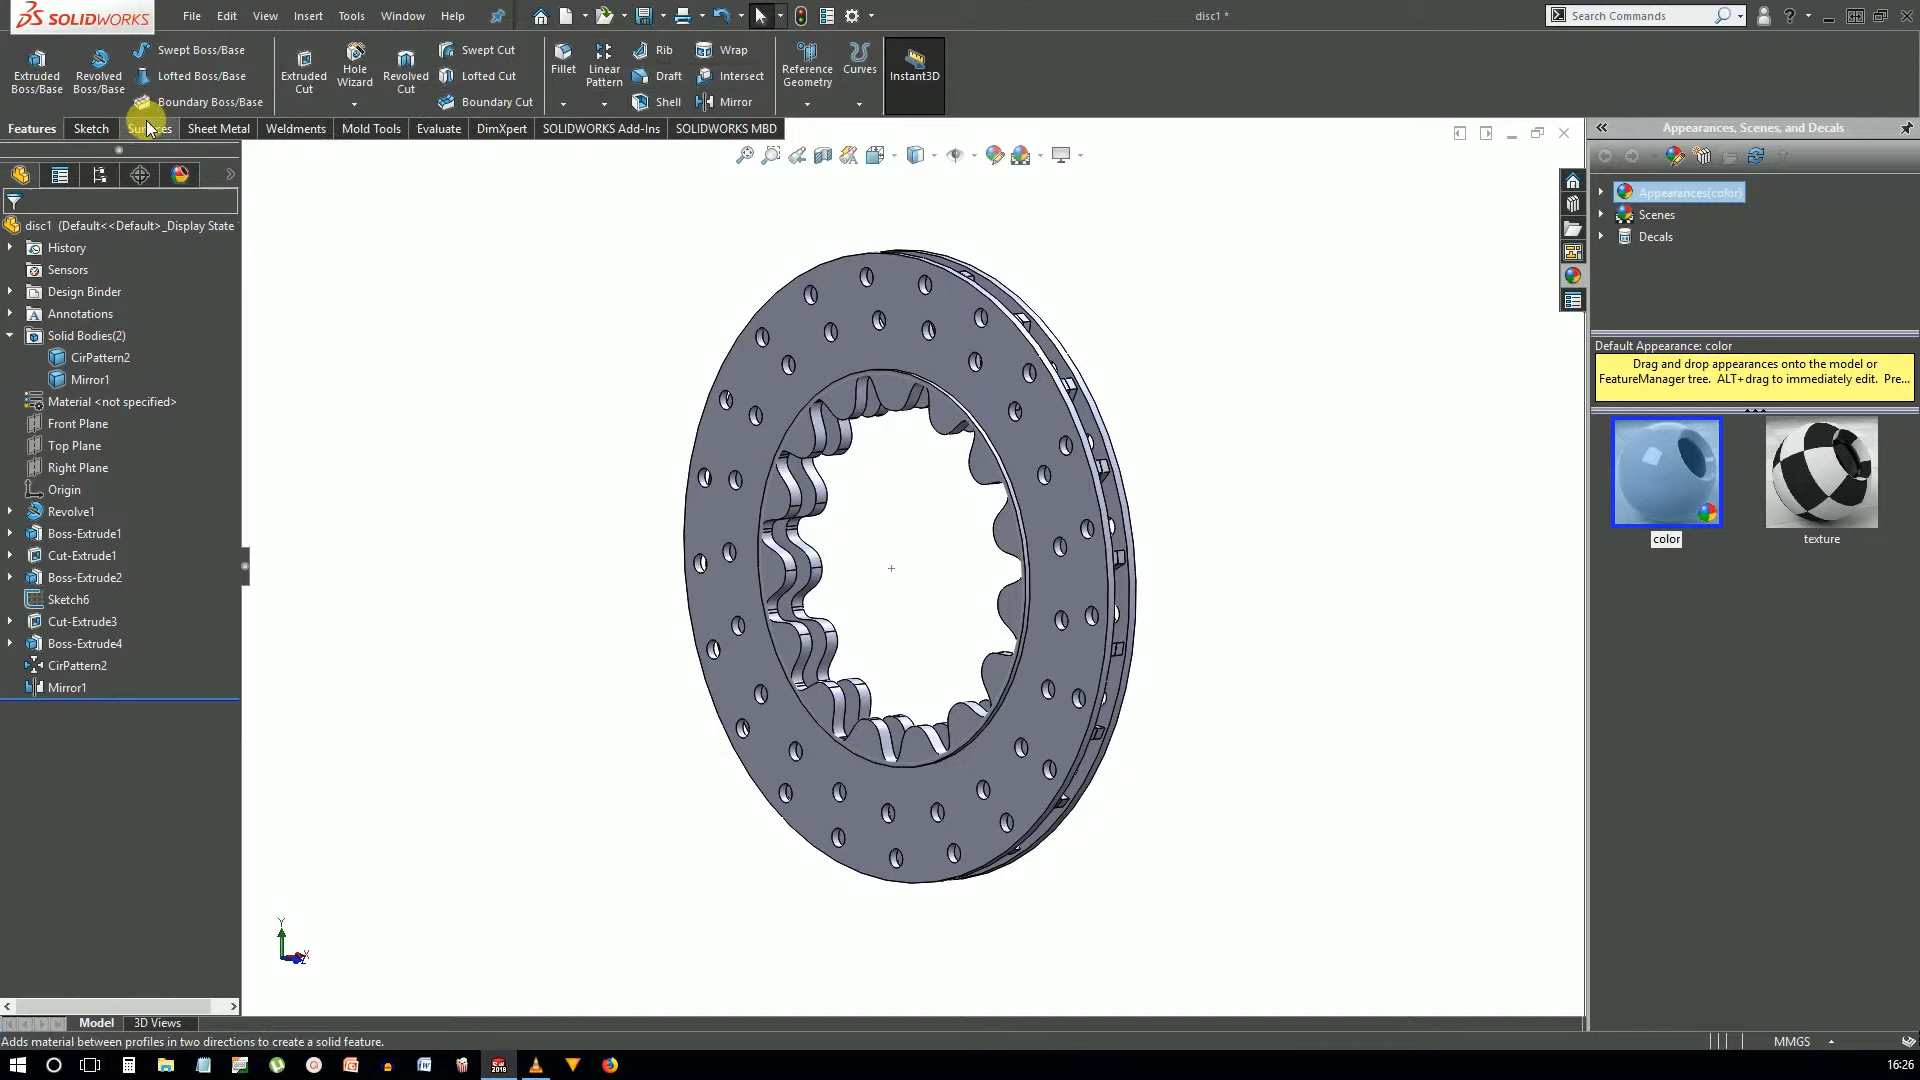 SOLIDWORKS
File Edit View Insert Tools Window Help
disc1 *
Search Commands
Extruded Boss/Base
Revolved Boss/Base
Swept Boss/Base
Lofted Boss/Base
Boundary Boss/Base
Extruded Cut
Hole Wizard
Revolved Cut
Swept Cut
Lofted Cut
Boundary Cut
Fillet
Linear Pattern
Rib
Draft
Shell
Wrap
Intersect
Mirror
Reference Geometry
Curves
Instant3D
Features Sketch Surfaces Sheet Metal Weldments Mold Tools Evaluate DimXpert SOLIDWORKS Add-Ins SOLIDWORKS MBD
disc1 (Default<<Default>_Display State
History
Sensors
Design Binder
Annotations
Solid Bodies(2)
CirPattern2
Mirror1
Material <not specified>
Front Plane
Top Plane
Right Plane
Origin
Revolve1
Boss-Extrude1
Cut-Extrude1
Boss-Extrude2
Sketch6
Cut-Extrude3
Boss-Extrude4
CirPattern2
Mirror1
Y
X
Z
Appearances, Scenes, and Decals
Appearances(color)
Scenes
Decals
Default Appearance: color
Drag and drop appearances onto the model or
FeatureManager tree. ALT+drag to immediately edit. Pre...
color
texture
Model 3D Views
Adds material between profiles in two directions to create a solid feature.
MMGS
16:26